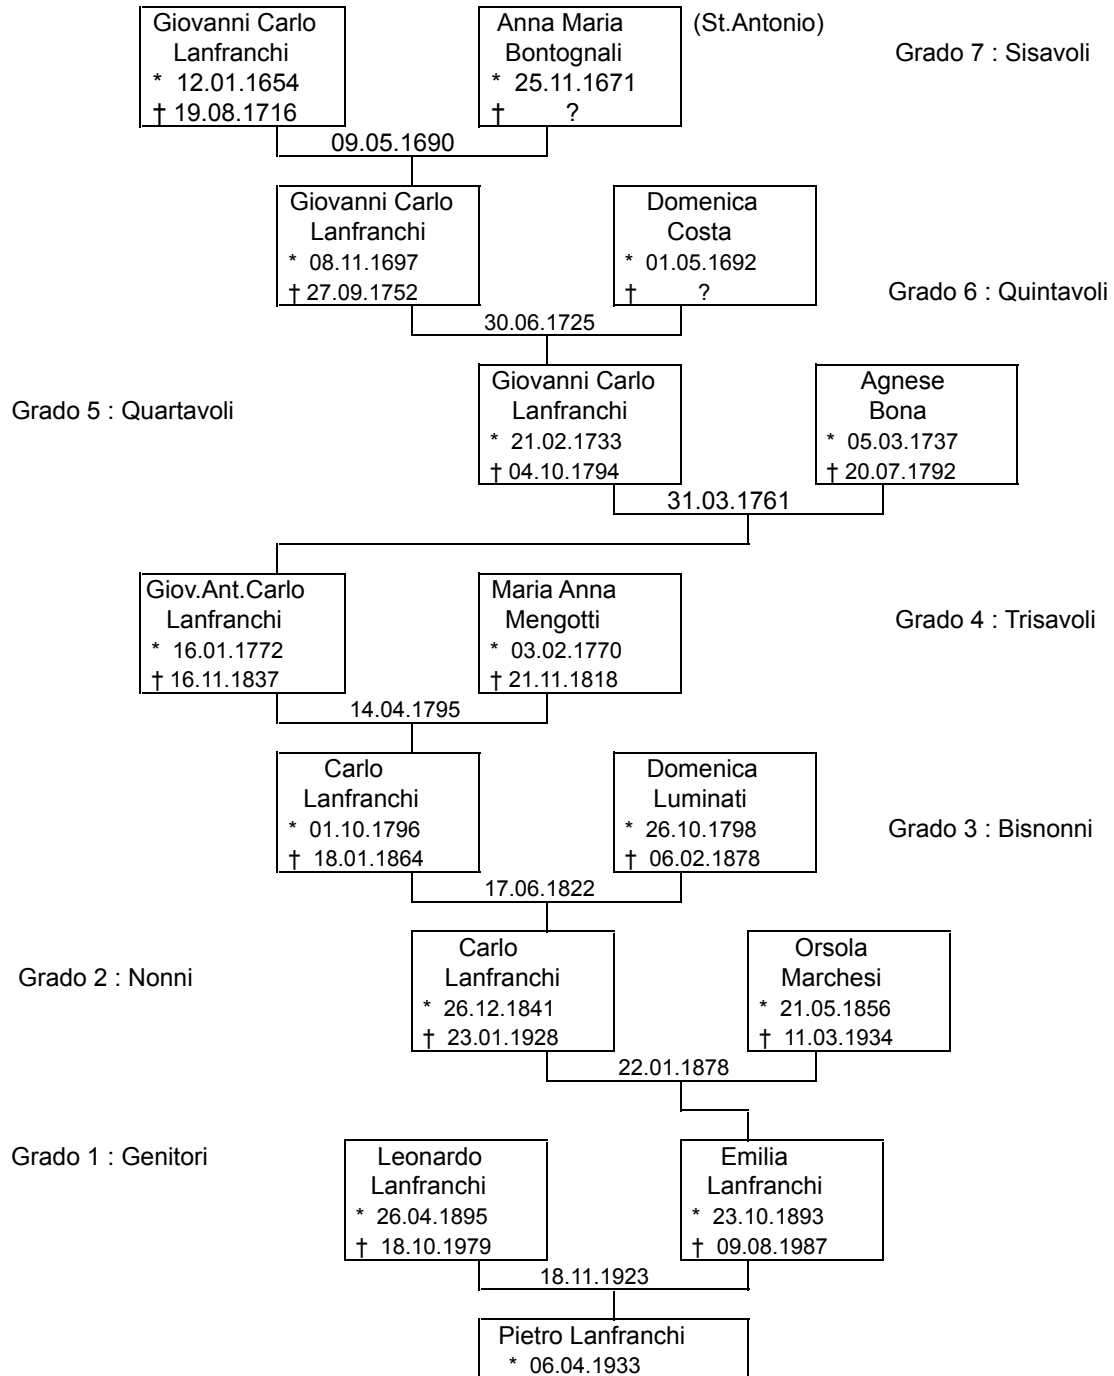 Giovanni Carlo
Lanfranchi
* 12.01.1654
† 19.08.1716
Anna Maria
Bontognali
* 25.11.1671
† ?
(St.Antonio)
Grado 7 : Sisavoli
09.05.1690
Giovanni Carlo
Lanfranchi
* 08.11.1697
† 27.09.1752
Domenica
Costa
* 01.05.1692
† ?
Grado 6 : Quintavoli
30.06.1725
Grado 5 : Quartavoli
Giovanni Carlo
Lanfranchi
* 21.02.1733
† 04.10.1794
Agnese
Bona
* 05.03.1737
† 20.07.1792
31.03.1761
Giov.Ant.Carlo
Lanfranchi
* 16.01.1772
† 16.11.1837
Maria Anna
Mengotti
* 03.02.1770
† 21.11.1818
Grado 4 : Trisavoli
14.04.1795
Carlo
Lanfranchi
* 01.10.1796
† 18.01.1864
Domenica
Luminati
* 26.10.1798
† 06.02.1878
Grado 3 : Bisnonni
17.06.1822
Grado 2 : Nonni
Carlo
Lanfranchi
* 26.12.1841
† 23.01.1928
Orsola
Marchesi
* 21.05.1856
† 11.03.1934
22.01.1878
Grado 1 : Genitori
Leonardo
Lanfranchi
* 26.04.1895
† 18.10.1979
Emilia
Lanfranchi
* 23.10.1893
† 09.08.1987
18.11.1923
Pietro Lanfranchi
* 06.04.1933